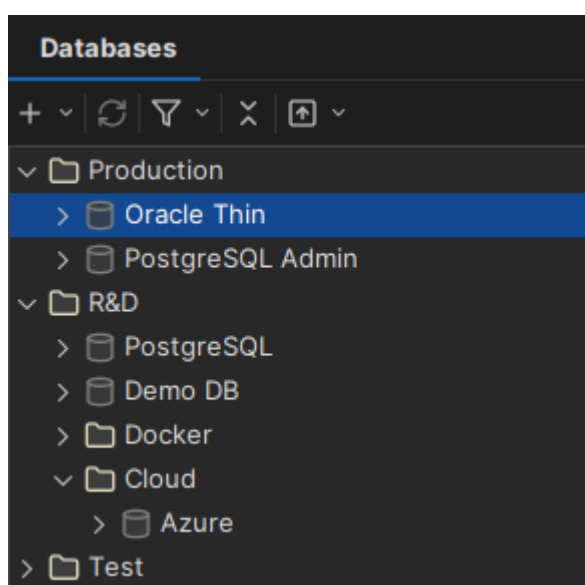 Databases
Production
Oracle Thin
PostgreSQL Admin
R&D
PostgreSQL
Demo DB
Docker
Cloud
Azure
Test